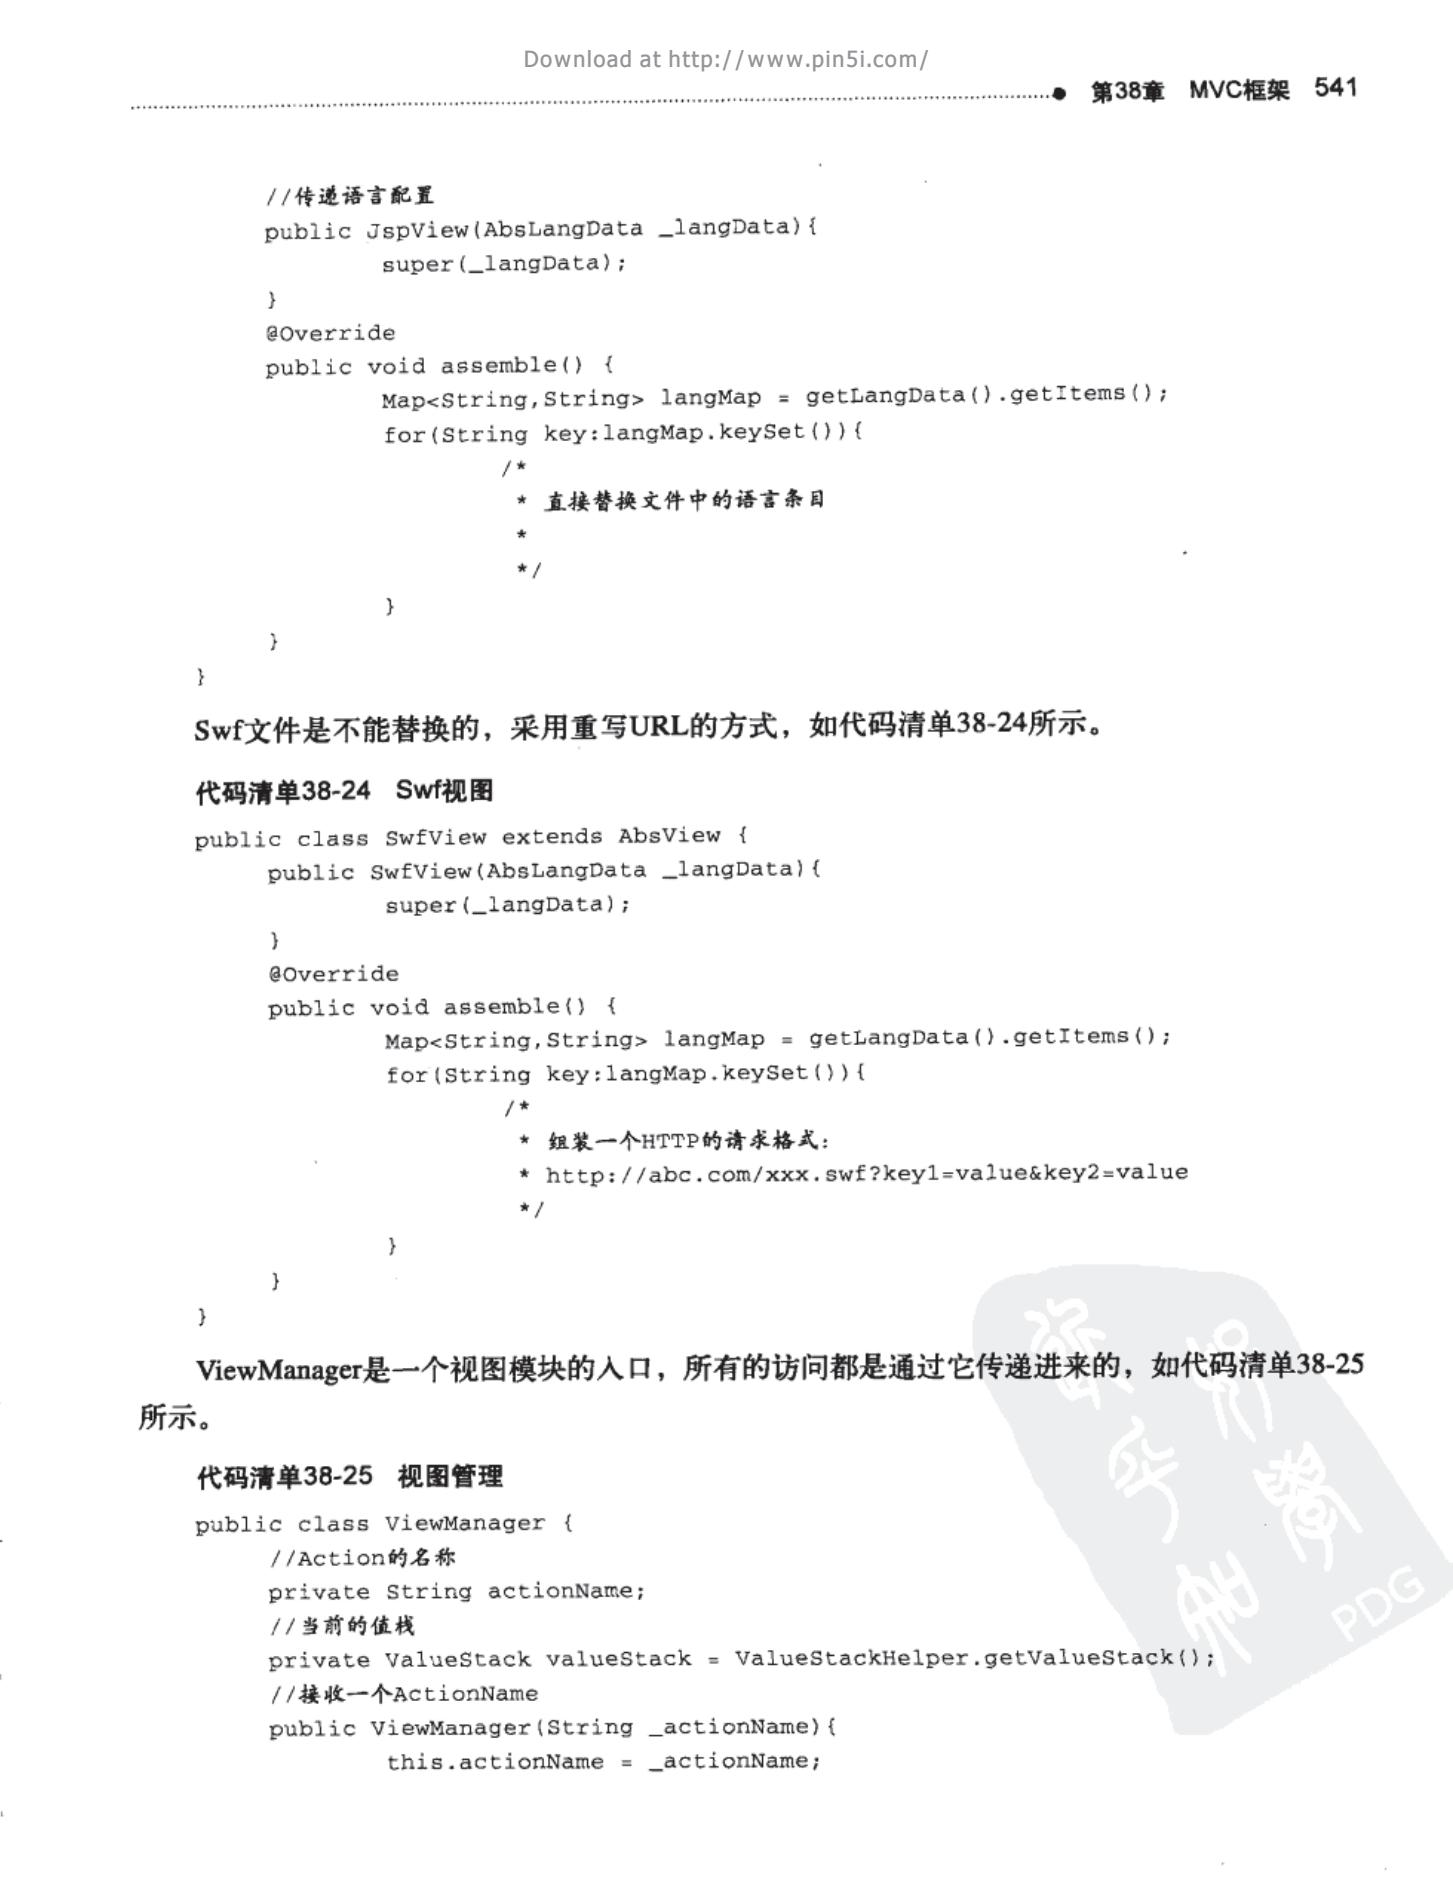 Download at http://www.pin5i.com/
第38章 MVC框架 541
//传递语言配置
public JspView(AbsLangData _langData){
super(_langData);
}
@Override
public void assemble() {
Map<String,String> langMap = getLangData().getItems();
for(String key:langMap.keySet()){
/*
* 直接替换文件中的语言条目
*
*/
}
}
}
Swf文件是不能替换的，采用重写URL的方式，如代码清单38-24所示。
代码清单38-24 Swf视图
public class SwfView extends AbsView {
public SwfView(AbsLangData _langData){
super(_langData);
}
@Override
public void assemble() {
Map<String,String> langMap = getLangData().getItems();
for(String key:langMap.keySet()){
/*
* 组装一个HTTP的请求格式：
* http://abc.com/xxx.swf?key1=value&key2=value
*/
}
}
}
ViewManager是一个视图模块的入口，所有的访问都是通过它传递进来的，如代码清单38-25
所示。
代码清单38-25 视图管理
public class ViewManager {
//Action的名称
private String actionName;
//当前的值栈
private ValueStack valueStack = ValueStackHelper.getValueStack();
//接收一个ActionName
public ViewManager(String _actionName){
this.actionName = _actionName;
PDG